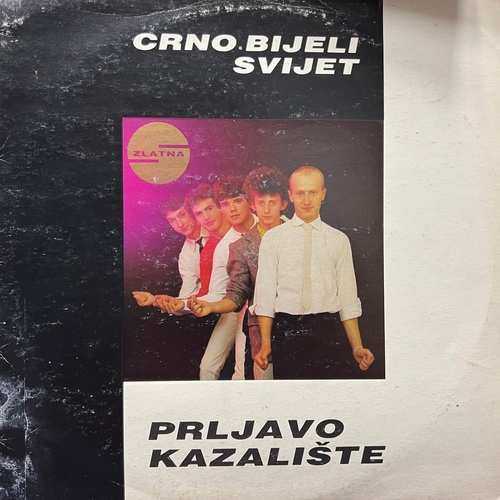 CRNO.BIJELI
SVIJET
ZLATNA
PRLJAVO
KAZALIŠTE